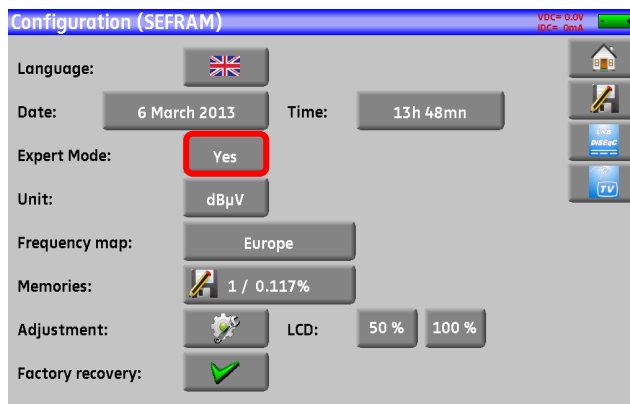 Configuration (SEFRAM)
VDC= 0.0V
IDC= 0mA
- +
Language:
Date: 6 March 2013 Time: 13h 48mn
LNB
DiSEqC
Expert Mode: Yes
TV
Unit: dBµV
Frequency map: Europe
Memories: 1 / 0.117%
Adjustment: LCD: 50 % 100 %
Factory recovery: